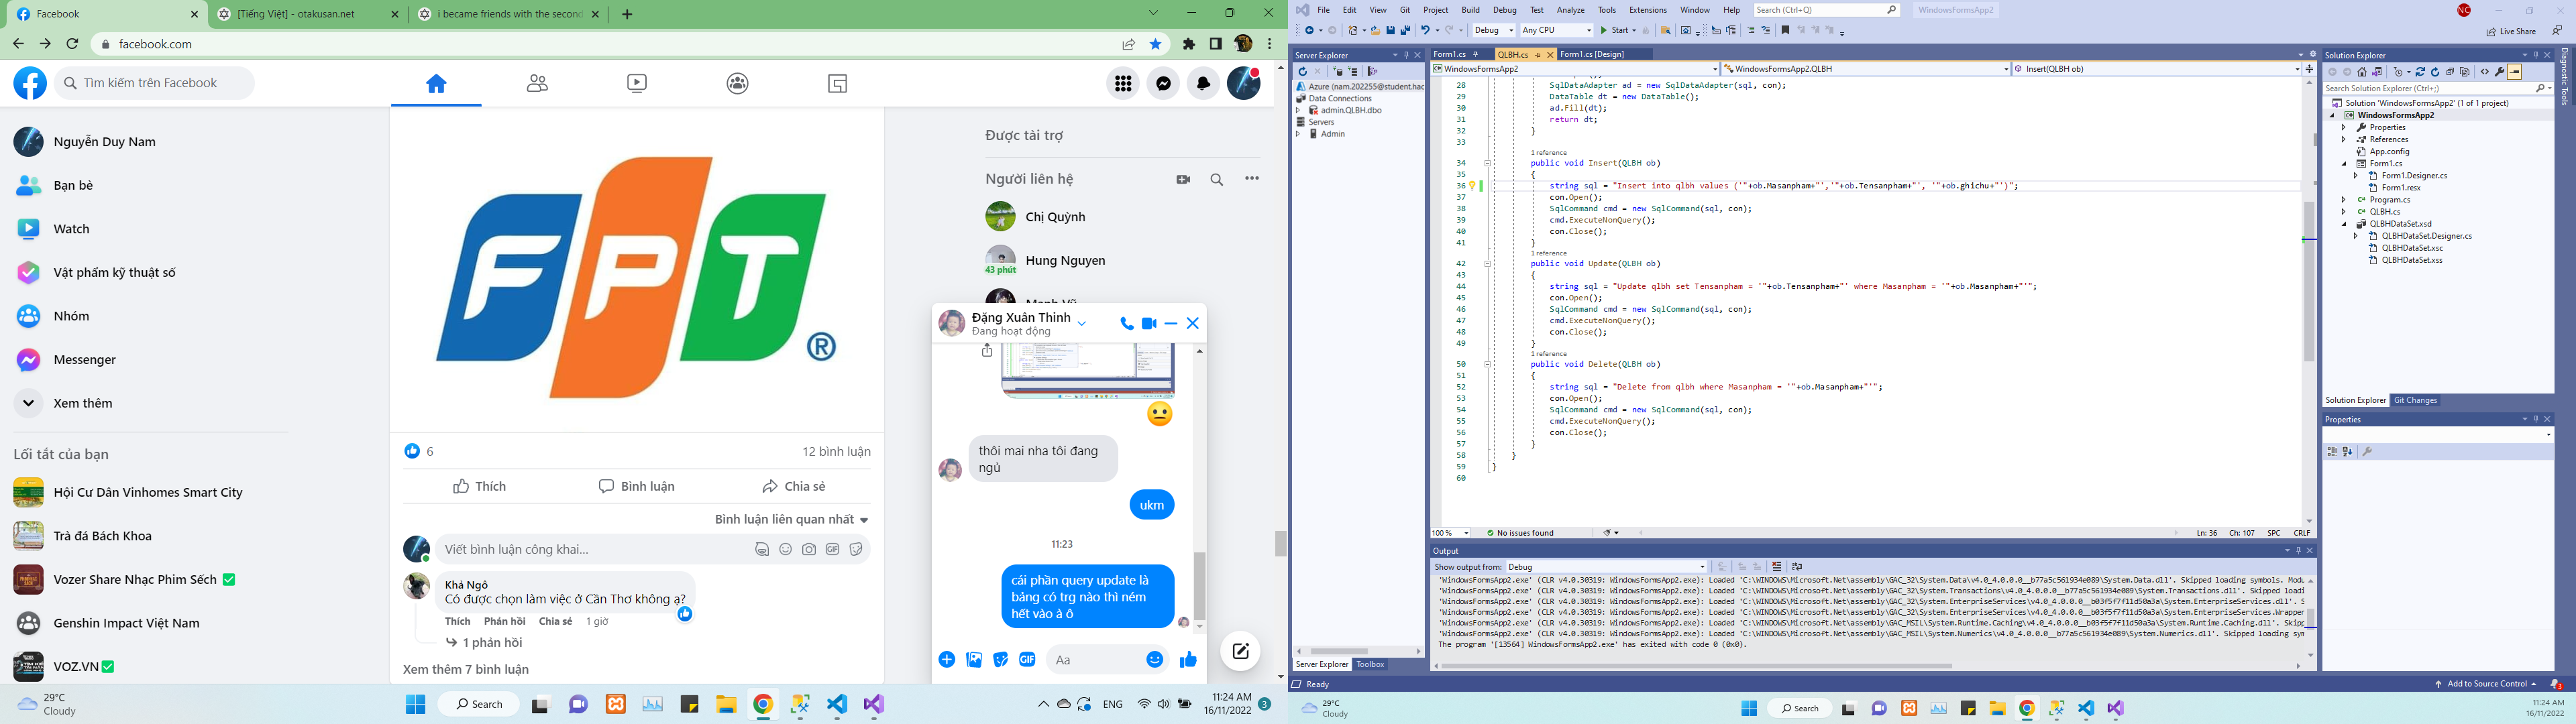 Facebook
[Tiếng Việt] - otakusan.net
i became friends with the second
facebook.com
Tìm kiếm trên Facebook
Nguyễn Duy Nam
Bạn bè
Watch
Vật phẩm kỹ thuật số
Nhóm
Messenger
Xem thêm
Lối tắt của bạn
Hội Cư Dân Vinhomes Smart City
Trà đá Bách Khoa
Vozer Share Nhạc Phim Sếch
Genshin Impact Việt Nam
VOZ.VN
FPT®
6
12 bình luận
Thích
Bình luận
Chia sẻ
Bình luận liên quan nhất
Viết bình luận công khai...
GIF
Khả Ngô
Có được chọn làm việc ở Cần Thơ không ạ?
Thích Phản hồi Chia sẻ 1 giờ
1 phản hồi
Xem thêm 7 bình luận
Được tài trợ
Người liên hệ
Chị Quỳnh
Hung Nguyen
43 phút
Đặng Xuân Thinh
Đang hoạt động
thôi mai nha tôi đang
ngủ
ukm
11:23
cái phần query update là
bảng có trg nào thì ném
hết vào à ô
GIF
Aa
29°C
Cloudy
Search
ENG
11:24 AM
16/11/2022
3
File Edit View Git Project Build Debug Test Analyze Tools Extensions Window Help
Search (Ctrl+Q)
WindowsFormsApp2
NC
Debug
Any CPU
Start
Live Share
Server Explorer
Azure (nam.202255@student.hac
Data Connections
admin.QLBH.dbo
Servers
Admin
Server Explorer Toolbox
Form1.cs
QLBH.cs
Form1.cs [Design]
WindowsFormsApp2
WindowsFormsApp2.QLBH
Insert(QLBH ob)
28 SqlDataAdapter ad = new SqlDataAdapter(sql, con);
29 DataTable dt = new DataTable();
30 ad.Fill(dt);
31 return dt;
32 }
33
1 reference
34 public void Insert(QLBH ob)
35 {
36 string sql = "Insert into qlbh values ('"+ob.Masanpham+"','"+ob.Tensanpham+"', '"+ob.ghichu+"')";
37 con.Open();
38 SqlCommand cmd = new SqlCommand(sql, con);
39 cmd.ExecuteNonQuery();
40 con.Close();
41 }
1 reference
42 public void Update(QLBH ob)
43 {
44 string sql = "Update qlbh set Tensanpham = '"+ob.Tensanpham+"' where Masanpham = '"+ob.Masanpham+"'";
45 con.Open();
46 SqlCommand cmd = new SqlCommand(sql, con);
47 cmd.ExecuteNonQuery();
48 con.Close();
49 }
1 reference
50 public void Delete(QLBH ob)
51 {
52 string sql = "Delete from qlbh where Masanpham = '"+ob.Masanpham+"'";
53 con.Open();
54 SqlCommand cmd = new SqlCommand(sql, con);
55 cmd.ExecuteNonQuery();
56 con.Close();
57 }
58 }
59 }
60
100 %
No issues found
Ln: 36 Ch: 107 SPC CRLF
Output
Show output from: Debug
'WindowsFormsApp2.exe' (CLR v4.0.30319: WindowsFormsApp2.exe): Loaded 'C:\WINDOWS\Microsoft.Net\assembly\GAC_32\System.Data\v4.0_4.0.0.0__b77a5c561934e089\System.Data.dll'. Skipped loading symbols. Modu
'WindowsFormsApp2.exe' (CLR v4.0.30319: WindowsFormsApp2.exe): Loaded 'C:\WINDOWS\Microsoft.Net\assembly\GAC_32\System.Transactions\v4.0_4.0.0.0__b77a5c561934e089\System.Transactions.dll'. Skipped loadi
'WindowsFormsApp2.exe' (CLR v4.0.30319: WindowsFormsApp2.exe): Loaded 'C:\WINDOWS\Microsoft.Net\assembly\GAC_32\System.EnterpriseServices\v4.0_4.0.0.0__b03f5f7f11d50a3a\System.EnterpriseServices.dll'. S
'WindowsFormsApp2.exe' (CLR v4.0.30319: WindowsFormsApp2.exe): Loaded 'C:\WINDOWS\Microsoft.Net\assembly\GAC_32\System.EnterpriseServices\v4.0_4.0.0.0__b03f5f7f11d50a3a\System.EnterpriseServices.Wrapper
'WindowsFormsApp2.exe' (CLR v4.0.30319: WindowsFormsApp2.exe): Loaded 'C:\WINDOWS\Microsoft.Net\assembly\GAC_MSIL\System.Runtime.Caching\v4.0_4.0.0.0__b03f5f7f11d50a3a\System.Runtime.Caching.dll'. Skipp
'WindowsFormsApp2.exe' (CLR v4.0.30319: WindowsFormsApp2.exe): Loaded 'C:\WINDOWS\Microsoft.Net\assembly\GAC_MSIL\System.Numerics\v4.0_4.0.0.0__b77a5c561934e089\System.Numerics.dll'. Skipped loading sym
The program '[13564] WindowsFormsApp2.exe' has exited with code 0 (0x0).
Solution Explorer
Search Solution Explorer (Ctrl+;)
Solution 'WindowsFormsApp2' (1 of 1 project)
WindowsFormsApp2
Properties
References
App.config
Form1.cs
Form1.Designer.cs
Form1.resx
Program.cs
QLBH.cs
QLBHDataSet.xsd
QLBHDataSet.Designer.cs
QLBHDataSet.xsc
QLBHDataSet.xss
Solution Explorer Git Changes
Properties
Diagnostic Tools
Ready
Add to Source Control
29°C
Cloudy
Search
11:24 AM
16/11/2022